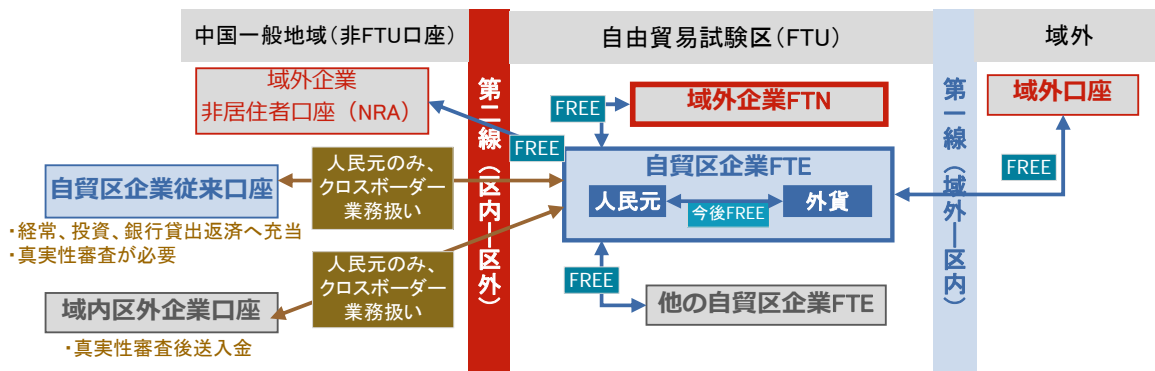 中国一般地域（非FTU口座）
自由貿易試験区（FTU）
域外
域外企業
非居住者口座（NRA）
第二線（区内ー区外）
FREE
域外企業FTN
第一線（域外ー区内）
域外口座
FREE
FREE
自貿区企業従来口座
人民元のみ、
クロスボーダー
業務扱い
自貿区企業FTE
人民元
今後FREE
外貨
・経常、投資、銀行貸出返済へ充当
・真実性審査が必要
人民元のみ、
クロスボーダー
業務扱い
FREE
域内区外企業口座
他の自貿区企業FTE
・真実性審査後送入金